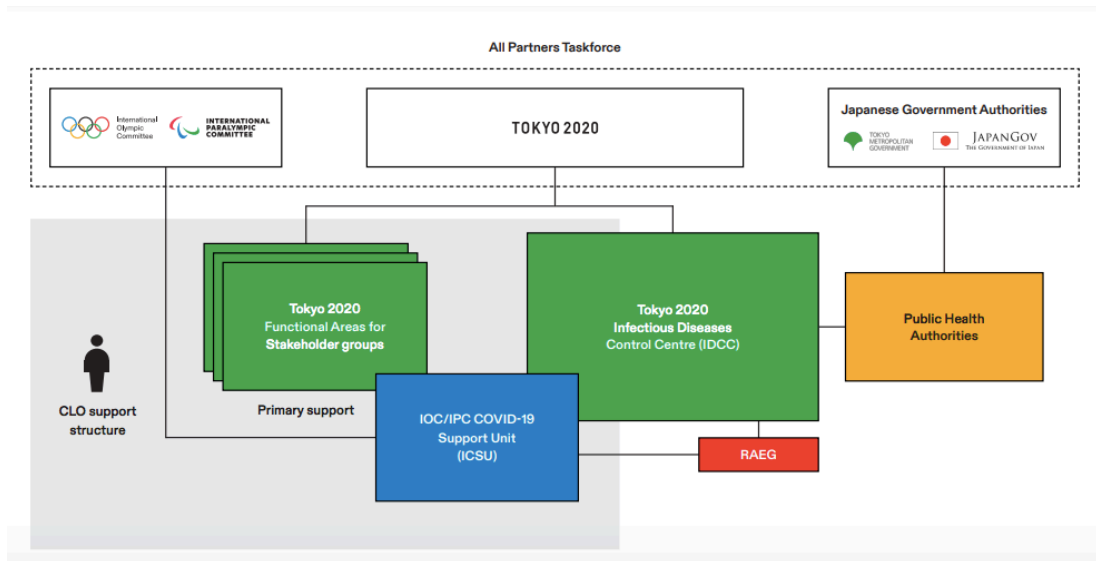 All Partners Taskforce
International
Olympic
Committee
INTERNATIONAL
PARALYMPIC
COMMITTEE
TOKYO 2020
Japanese Government Authorities
TOKYO
METROPOLITAN
GOVERNMENT
JAPANGOV
THE GOVERNMENT OF JAPAN
Tokyo 2020
Functional Areas for
Stakeholder groups
Tokyo 2020
Infectious Diseases
Control Centre (IDCC)
Public Health
Authorities
CLO support
structure
Primary support
IOC/IPC COVID-19
Support Unit
(ICSU)
RAEG